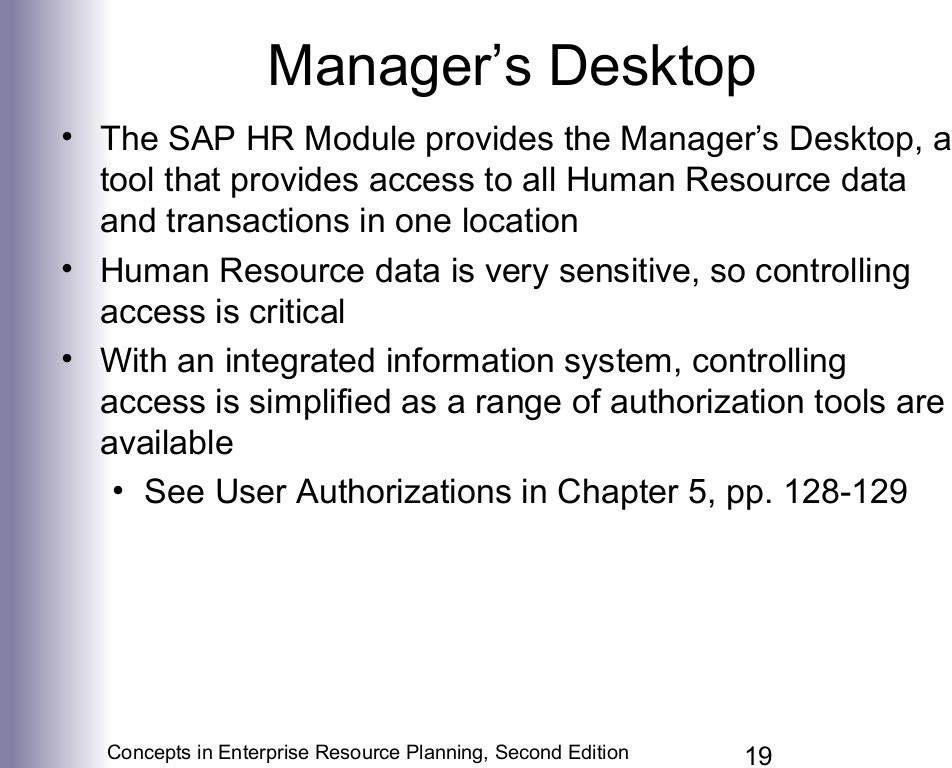 Manager’s Desktop
• The SAP HR Module provides the Manager’s Desktop, a
tool that provides access to all Human Resource data
and transactions in one location
• Human Resource data is very sensitive, so controlling
access is critical
• With an integrated information system, controlling
access is simplified as a range of authorization tools are
available
• See User Authorizations in Chapter 5, pp. 128-129
Concepts in Enterprise Resource Planning, Second Edition
19